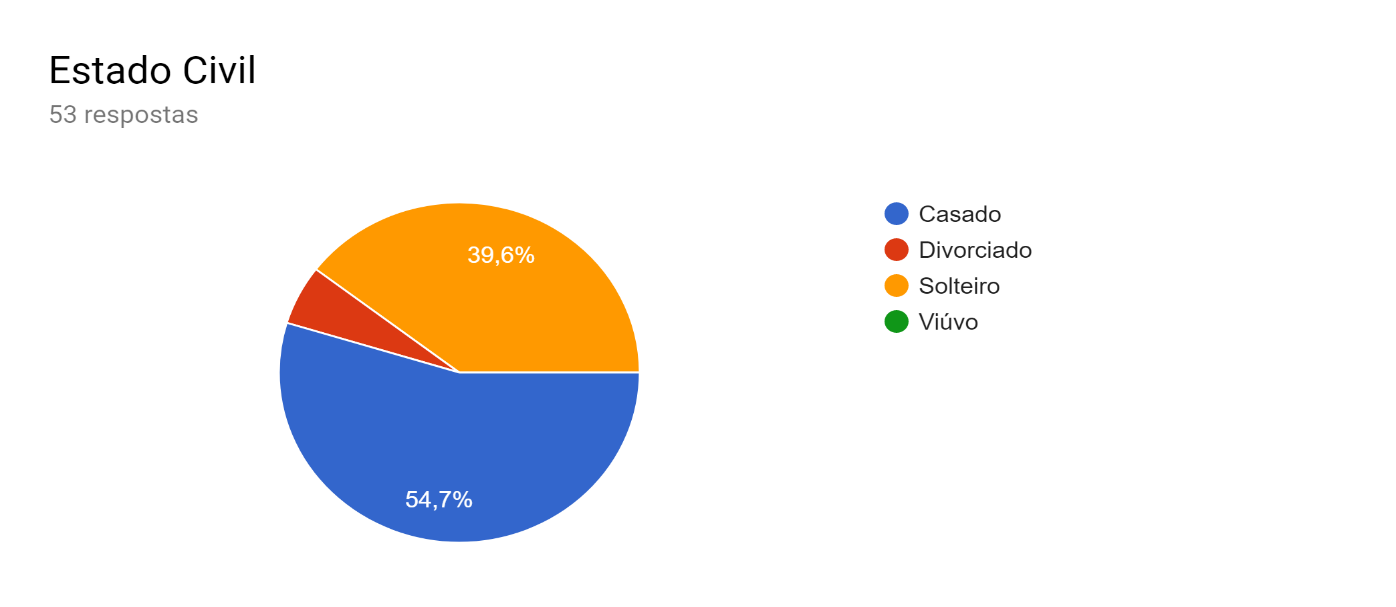 Estado Civil
53 respostas
39,6%
54,7%
Casado
Divorciado
Solteiro
Viúvo